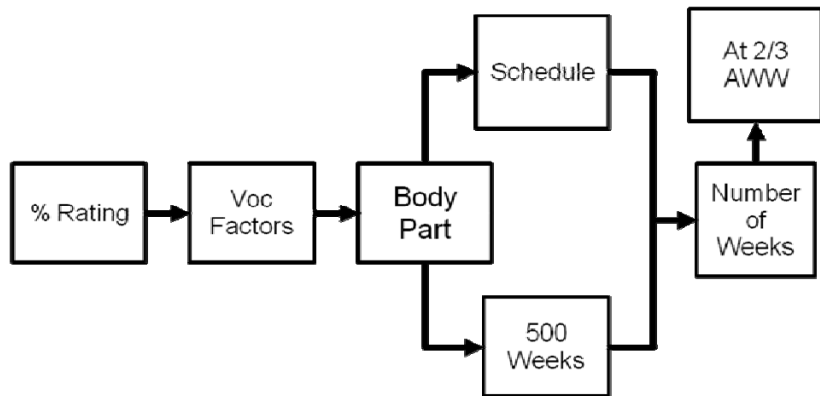 % Rating
Voc
Factors
Body
Part
Schedule
500
Weeks
Number
of
Weeks
At 2/3
AWW